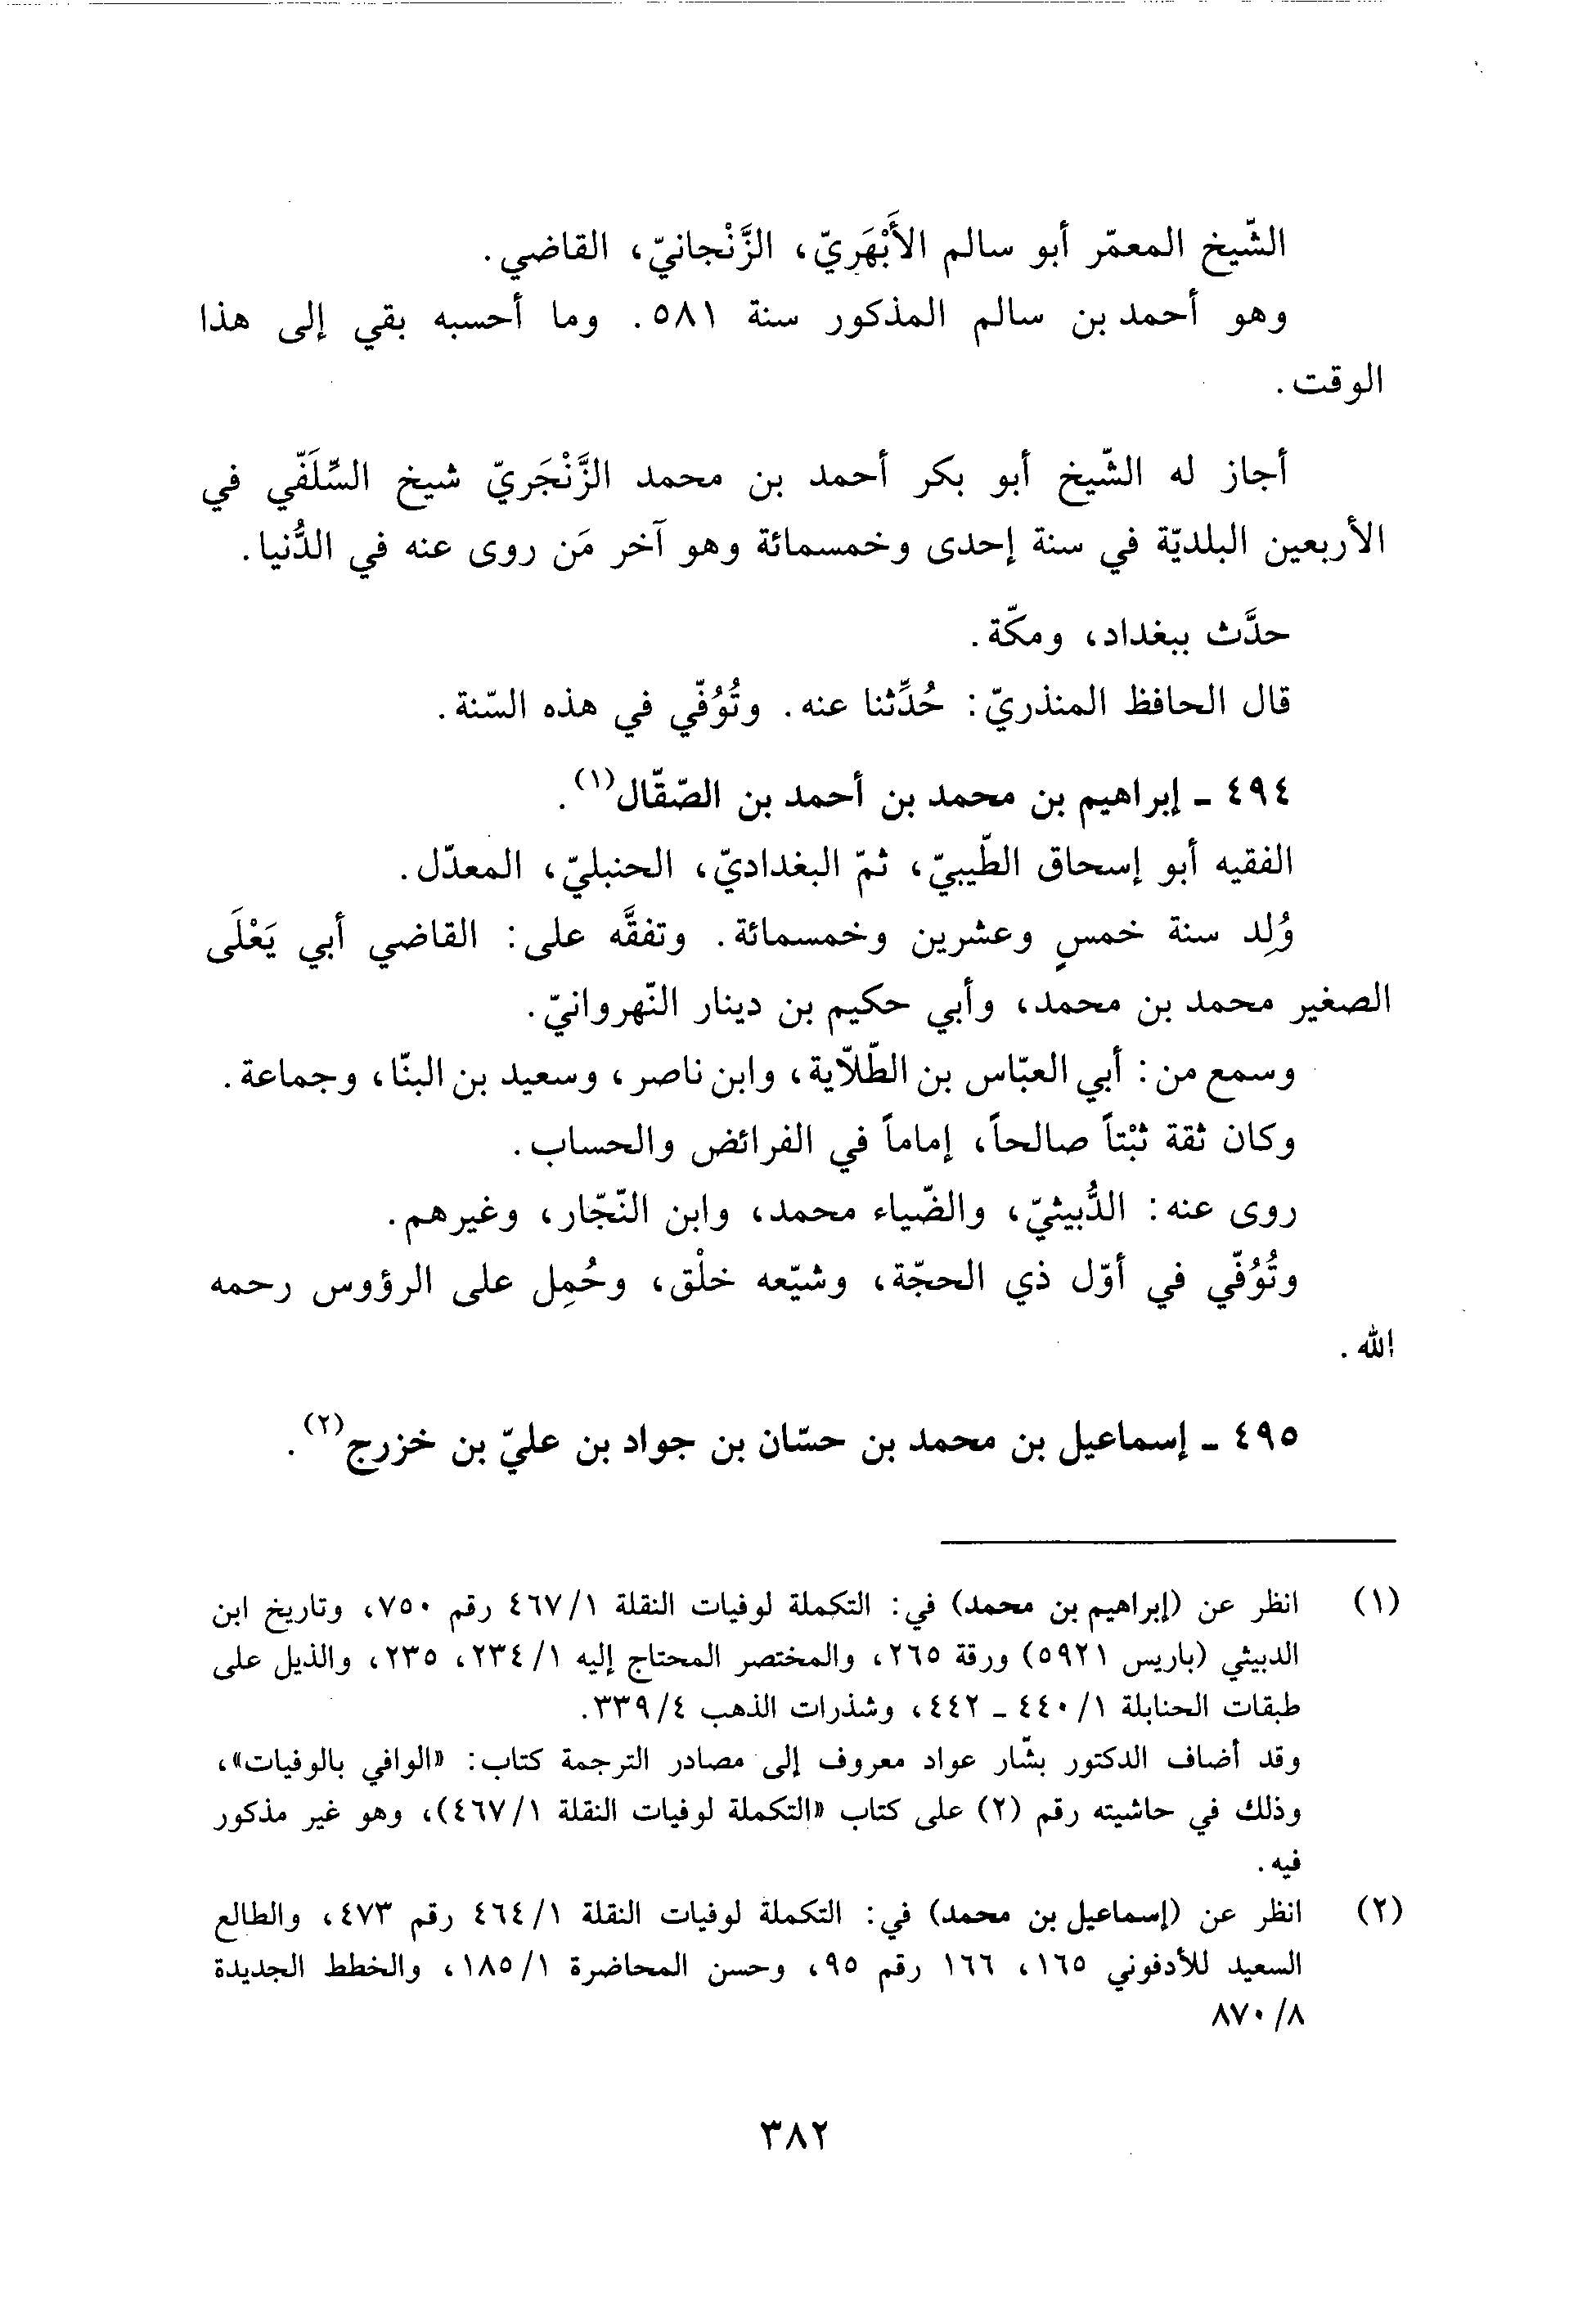 الشّيخ المعمّر أبو سالم الأَبْهَرِيّ، الزَّنْجانيّ، القاضي.
وهو أحمد بن سالم المذكور سنة ٥٨١. وما أحسبه بقي إلى هذا
الوقت.
أجاز له الشّيخ أبو بكر أحمد بن محمد الزَّنْجَريّ شيخ السِّلَفّي في
الأربعين البلديّة في سنة إحدى وخمسمائة وهو آخر مَن روى عنه في الدُّنيا.
حدَّث ببغداد، ومكّة.
قال الحافظ المنذريّ: حُدِّثنا عنه. وتُوُفّي في هذه السّنة.
٤٩٤ ـ إبراهيم بن محمد بن أحمد بن الصّقّال(١).
الفقيه أبو إسحاق الطّيبيّ، ثمّ البغداديّ، الحنبليّ، المعدّل.
وُلِد سنة خمسٍ وعشرين وخمسمائة. وتفقَّه على: القاضي أبي يَعْلَى
الصغير محمد بن محمد، وأبي حكيم بن دينار النّهروانيّ.
وسمع من: أبي العبّاس بن الطّلّاية، وابن ناصر، وسعيد بن البنّا، وجماعة.
وكان ثقة ثبْتاً صالحاً، إماماً في الفرائض والحساب.
روى عنه: الدُّبيثيّ، والضّياء محمد، وابن النّجّار، وغيرهم.
وتُوُفّي في أوّل ذي الحجّة، وشيّعه خلْق، وحُمِل على الرؤوس رحمه
الله.
٤٩٥ ـ إسماعيل بن محمد بن حسّان بن جواد بن عليّ بن خزرج(٢).
(١) انظر عن (إبراهيم بن محمد) في: التكملة لوفيات النقلة ١/ ٤٦٧ رقم ٧٥٠، وتاريخ ابن
الدبيثي (باريس ٥٩٢١) ورقة ٢٦٥، والمختصر المحتاج إليه ١/ ٢٣٤، ٢٣٥، والذيل على
طبقات الحنابلة ١/ ٤٤٠ ـ ٤٤٢، وشذرات الذهب ٤/ ٣٣٩.
وقد أضاف الدكتور بشّار عواد معروف إلى مصادر الترجمة كتاب: «الوافي بالوفيات»،
وذلك في حاشيته رقم (٢) على كتاب «التكملة لوفيات النقلة ١/ ٤٦٧)، وهو غير مذكور
فيه.
(٢) انظر عن (إسماعيل بن محمد) في: التكملة لوفيات النقلة ١/ ٤٦٤ رقم ٤٧٣، والطالع
السعيد للأدفوني ١٦٥، ١٦٦ رقم ٩٥، وحسن المحاضرة ١/ ١٨٥، والخطط الجديدة
٨/ ٨٧٠
٣٨٢